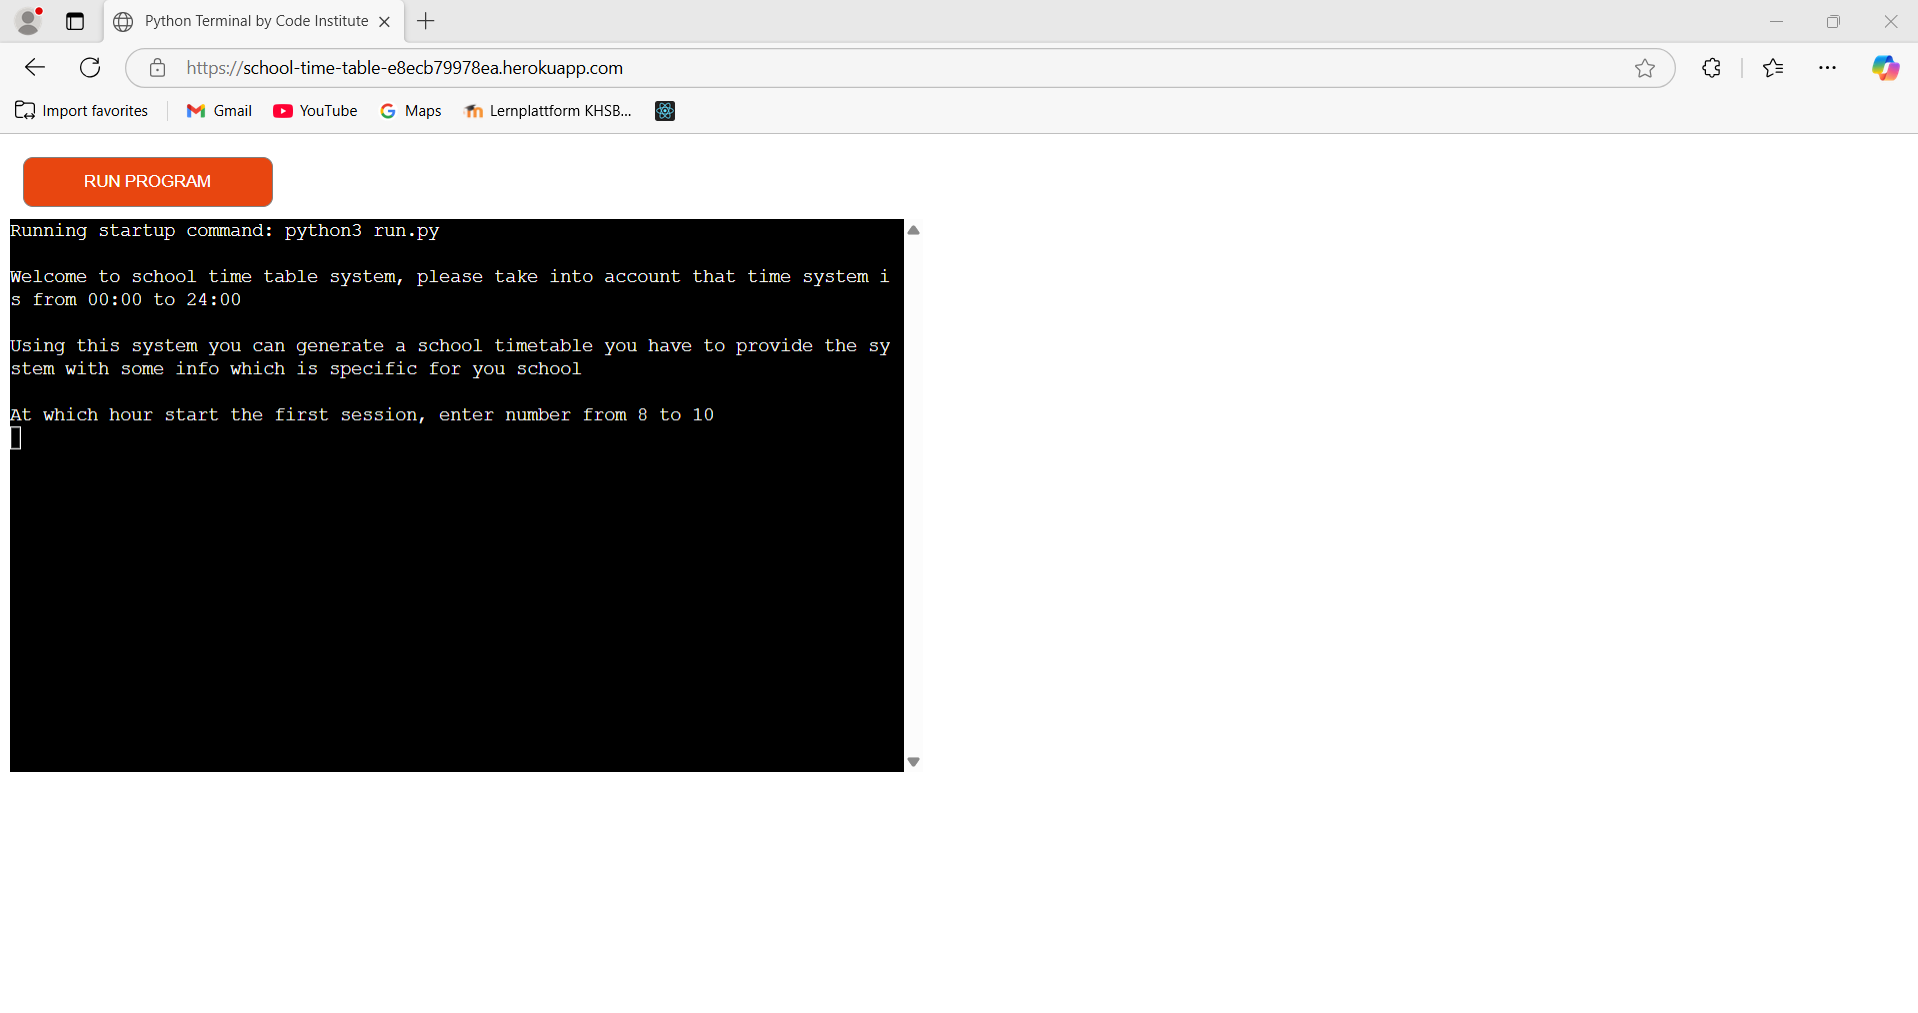 Python Terminal by Code Institute
https://school-time-table-e8ecb79978ea.herokuapp.com
Import favorites Gmail YouTube Maps Lernplattform KHSB...
RUN PROGRAM
Running startup command: python3 run.py
Welcome to school time table system, please take into account that time system i
s from 00:00 to 24:00
Using this system you can generate a school timetable you have to provide the sy
stem with some info which is specific for you school
At which hour start the first session, enter number from 8 to 10